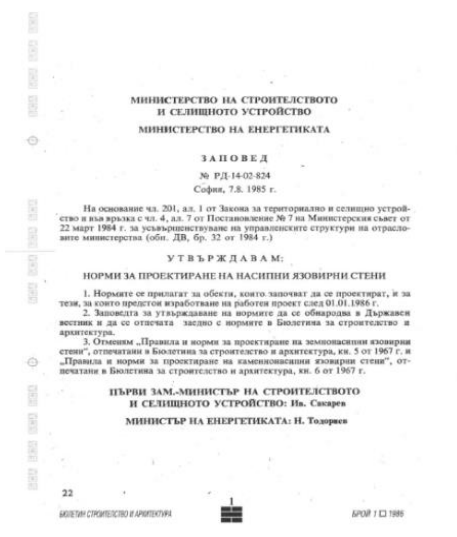 МИНИСТЕРСТВО НА СТРОИТЕЛСТВОТО
И СЕЛИЩНОТО УСТРОЙСТВО
МИНИСТЕРСТВО НА ЕНЕРГЕТИКАТА
ЗАПОВЕД
№ РД-14-02-824
София, 7.8. 1985 г.
На основание чл. 201, ал. 1 от Закона за териториално и селищно устрой-
ство и във връзка с чл. 4, ал. 7 от Постановление № 7 на Министерския съвет от
22 март 1984 г. за усъвършенствуване на управленските структури на отрасло-
вите министерства (обн. ДВ, бр. 32 от 1984 г.)
УТВЪРЖДАВАМ:
НОРМИ ЗА ПРОЕКТИРАНЕ НА НАСИПНИ ЯЗОВИРНИ СТЕНИ
1. Нормите се прилагат за обекти, които започват да се проектират, и за
тези, за които предстои изработване на работен проект след 01.01.1986 г.
2. Заповедта за утвърждаване на нормите да се обнародва в Държавен
вестник и да се отпечата заедно с нормите в Бюлетина за строителство и
архитектура.
3. Отменям „Правила и норми за проектиране на земнонасипни язовирни
стени", отпечатани в Бюлетина за строителство и архитектура, кн. 5 от 1967 г. и
„Правила и норми за проектиране на каменнонасипни язовирни стени", от-
печатани в Бюлетина за строителство и архитектура, кн. 6 от 1967 г.
ПЪРВИ ЗАМ.-МИНИСТЪР НА СТРОИТЕЛСТВОТО
И СЕЛИЩНОТО УСТРОЙСТВО: Ив. Сакарев
МИНИСТЪР НА ЕНЕРГЕТИКАТА: Н. Тодориев
22
1
БЮЛЕТИН СТРОИТЕЛСТВО И АРХИТЕКТУРА
БРОЙ 1 □ 1986